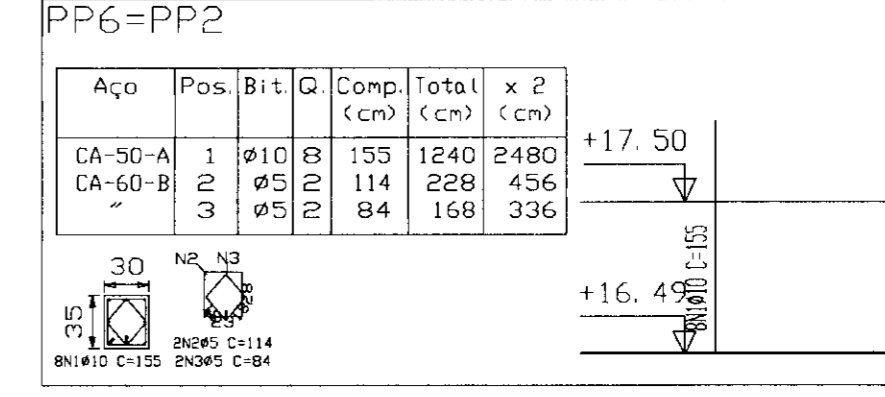 PP6=PP2
Aço Pos. Bit. Q. Comp. (cm) Total (cm) x 2 (cm)
CA-50-A 1 ø10 8 155 1240 2480
CA-60-B 2 ø5 2 114 228 456
〃 3 ø5 2 84 168 336
+17.50
8N1ø10 C=155
+16.49
30
35
8N1ø10 C=155
N2 N3
28
23
2N2ø5 C=114
2N3ø5 C=84